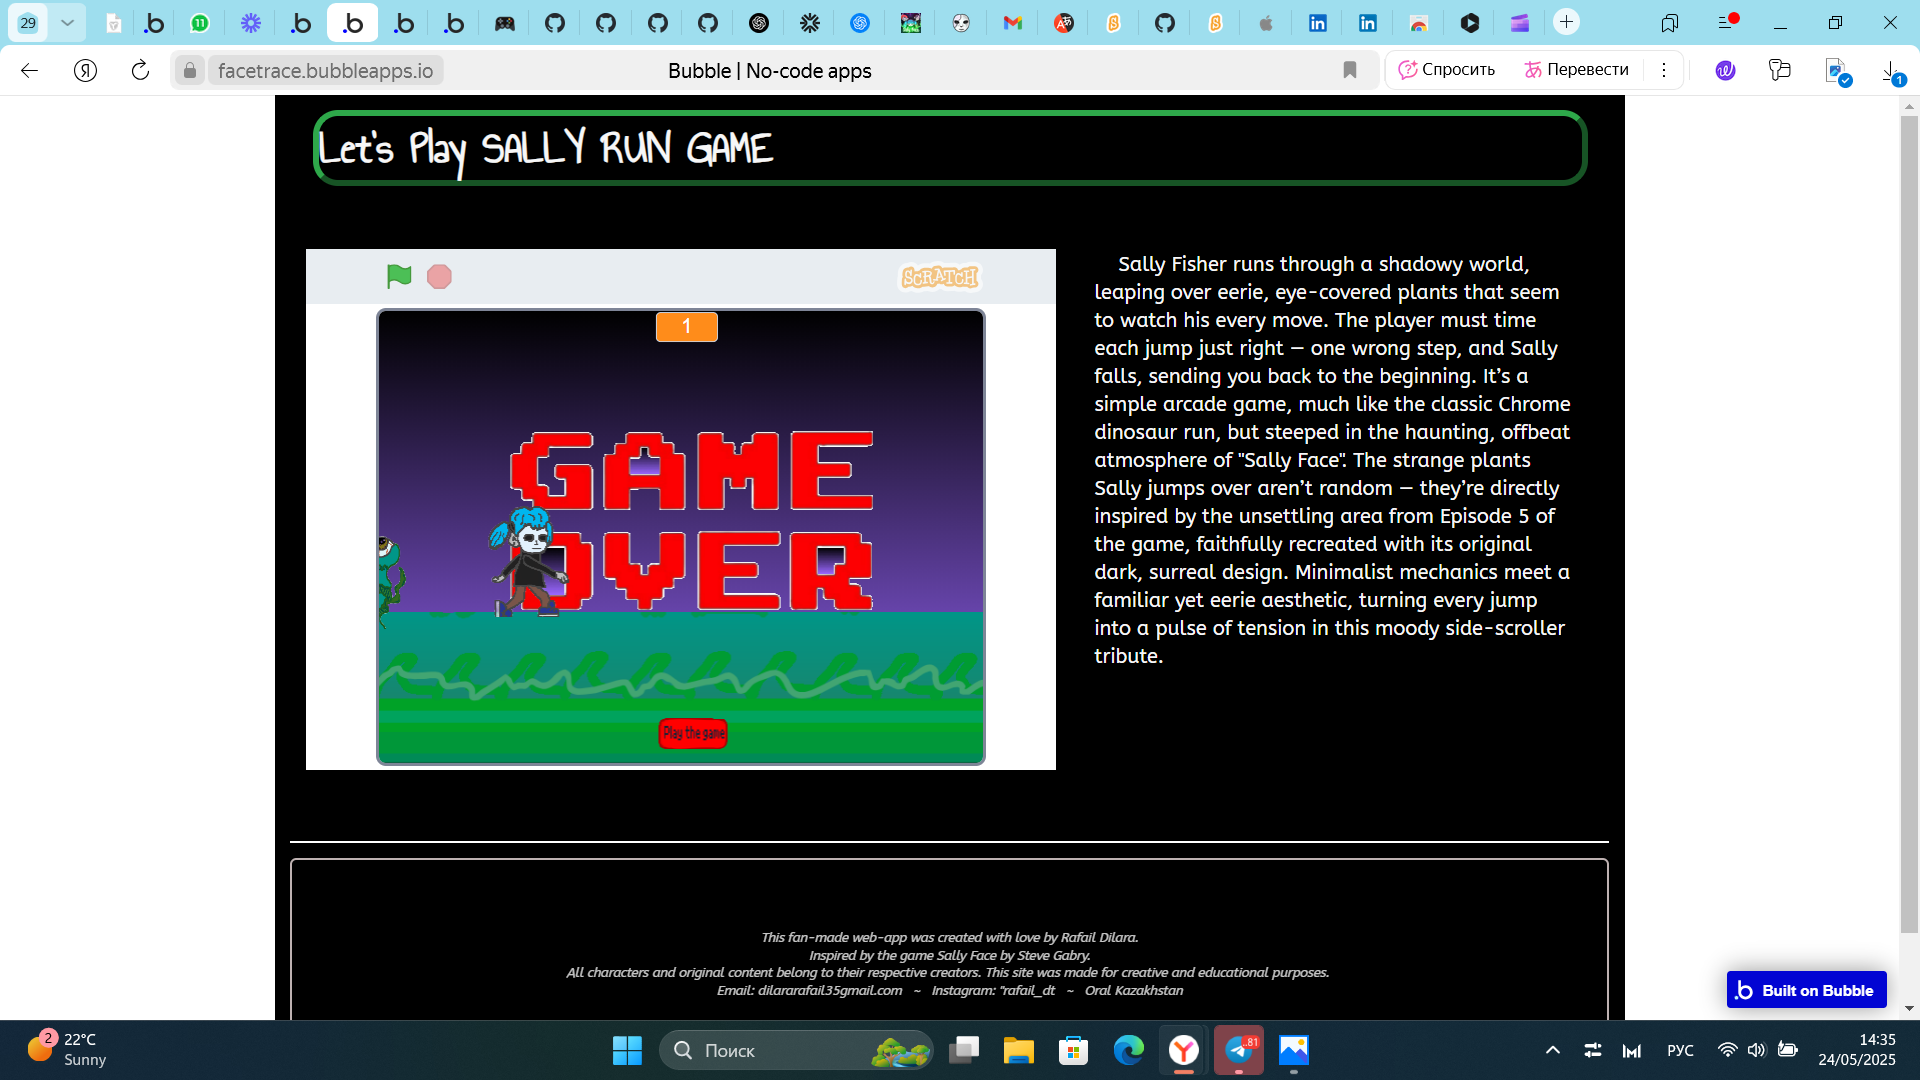 29
facetrace.bubbleapps.io
Bubble | No-code apps
Спросить
Перевести
1
Let's Play SALLY RUN GAME
SCRATCH
1
GAME
OVER
Play the game
Sally Fisher runs through a shadowy world,
leaping over eerie, eye-covered plants that seem
to watch his every move. The player must time
each jump just right – one wrong step, and Sally
falls, sending you back to the beginning. It’s a
simple arcade game, much like the classic Chrome
dinosaur run, but steeped in the haunting, offbeat
atmosphere of "Sally Face". The strange plants
Sally jumps over aren’t random – they’re directly
inspired by the unsettling area from Episode 5 of
the game, faithfully recreated with its original
dark, surreal design. Minimalist mechanics meet a
familiar yet eerie aesthetic, turning every jump
into a pulse of tension in this moody side-scroller
tribute.
This fan-made web-app was created with love by Rafail Dilara.
Inspired by the game Sally Face by Steve Gabry.
All characters and original content belong to their respective creators. This site was made for creative and educational purposes.
Email: dilararafail35gmail.com ~ Instagram: "rafail_dt ~ Oral Kazakhstan
Built on Bubble
2
22°C
Sunny
Поиск
81
РУС
14:35
24/05/2025